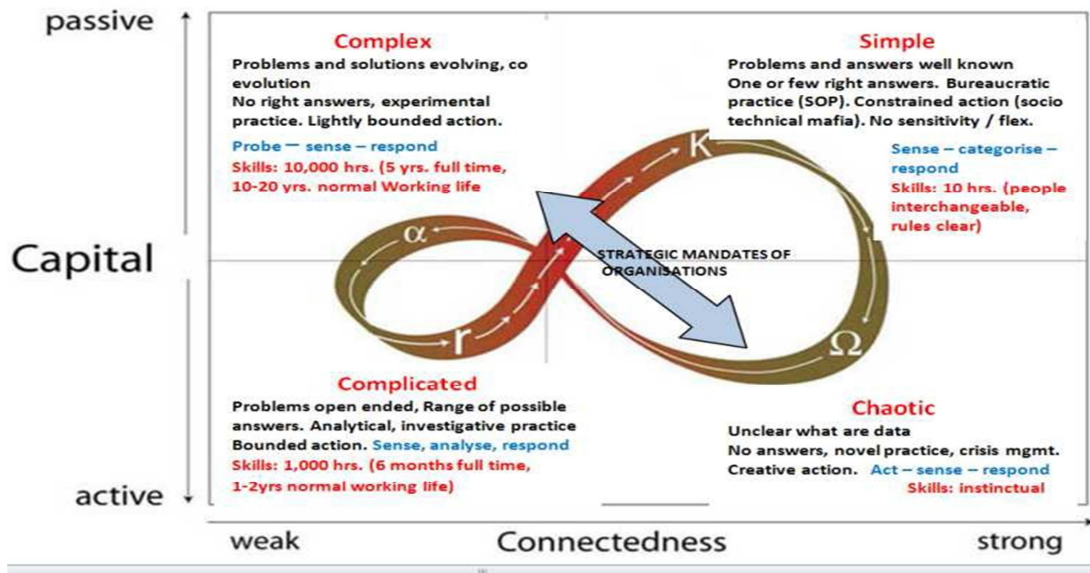 passive
Complex
Problems and solutions evolving, co
evolution
No right answers, experimental
practice. Lightly bounded action.
Probe — sense – respond
Skills: 10,000 hrs. (5 yrs. full time,
10-20 yrs. normal Working life
Simple
Problems and answers well known
One or few right answers. Bureaucratic
practice (SOP). Constrained action (socio
technical mafia). No sensitivity / flex.
Sense – categorise –
respond
Skills: 10 hrs. (people
interchangeable,
rules clear)
K
α
Capital
STRATEGIC MANDATES OF
ORGANISATIONS
r
Ω
Complicated
Problems open ended, Range of possible
answers. Analytical, investigative practice
Bounded action. Sense, analyse, respond
Skills: 1,000 hrs. (6 months full time,
1-2yrs normal working life)
Chaotic
Unclear what are data
No answers, novel practice, crisis mgmt.
Creative action. Act – sense – respond
Skills: instinctual
active
weak
Connectedness
strong